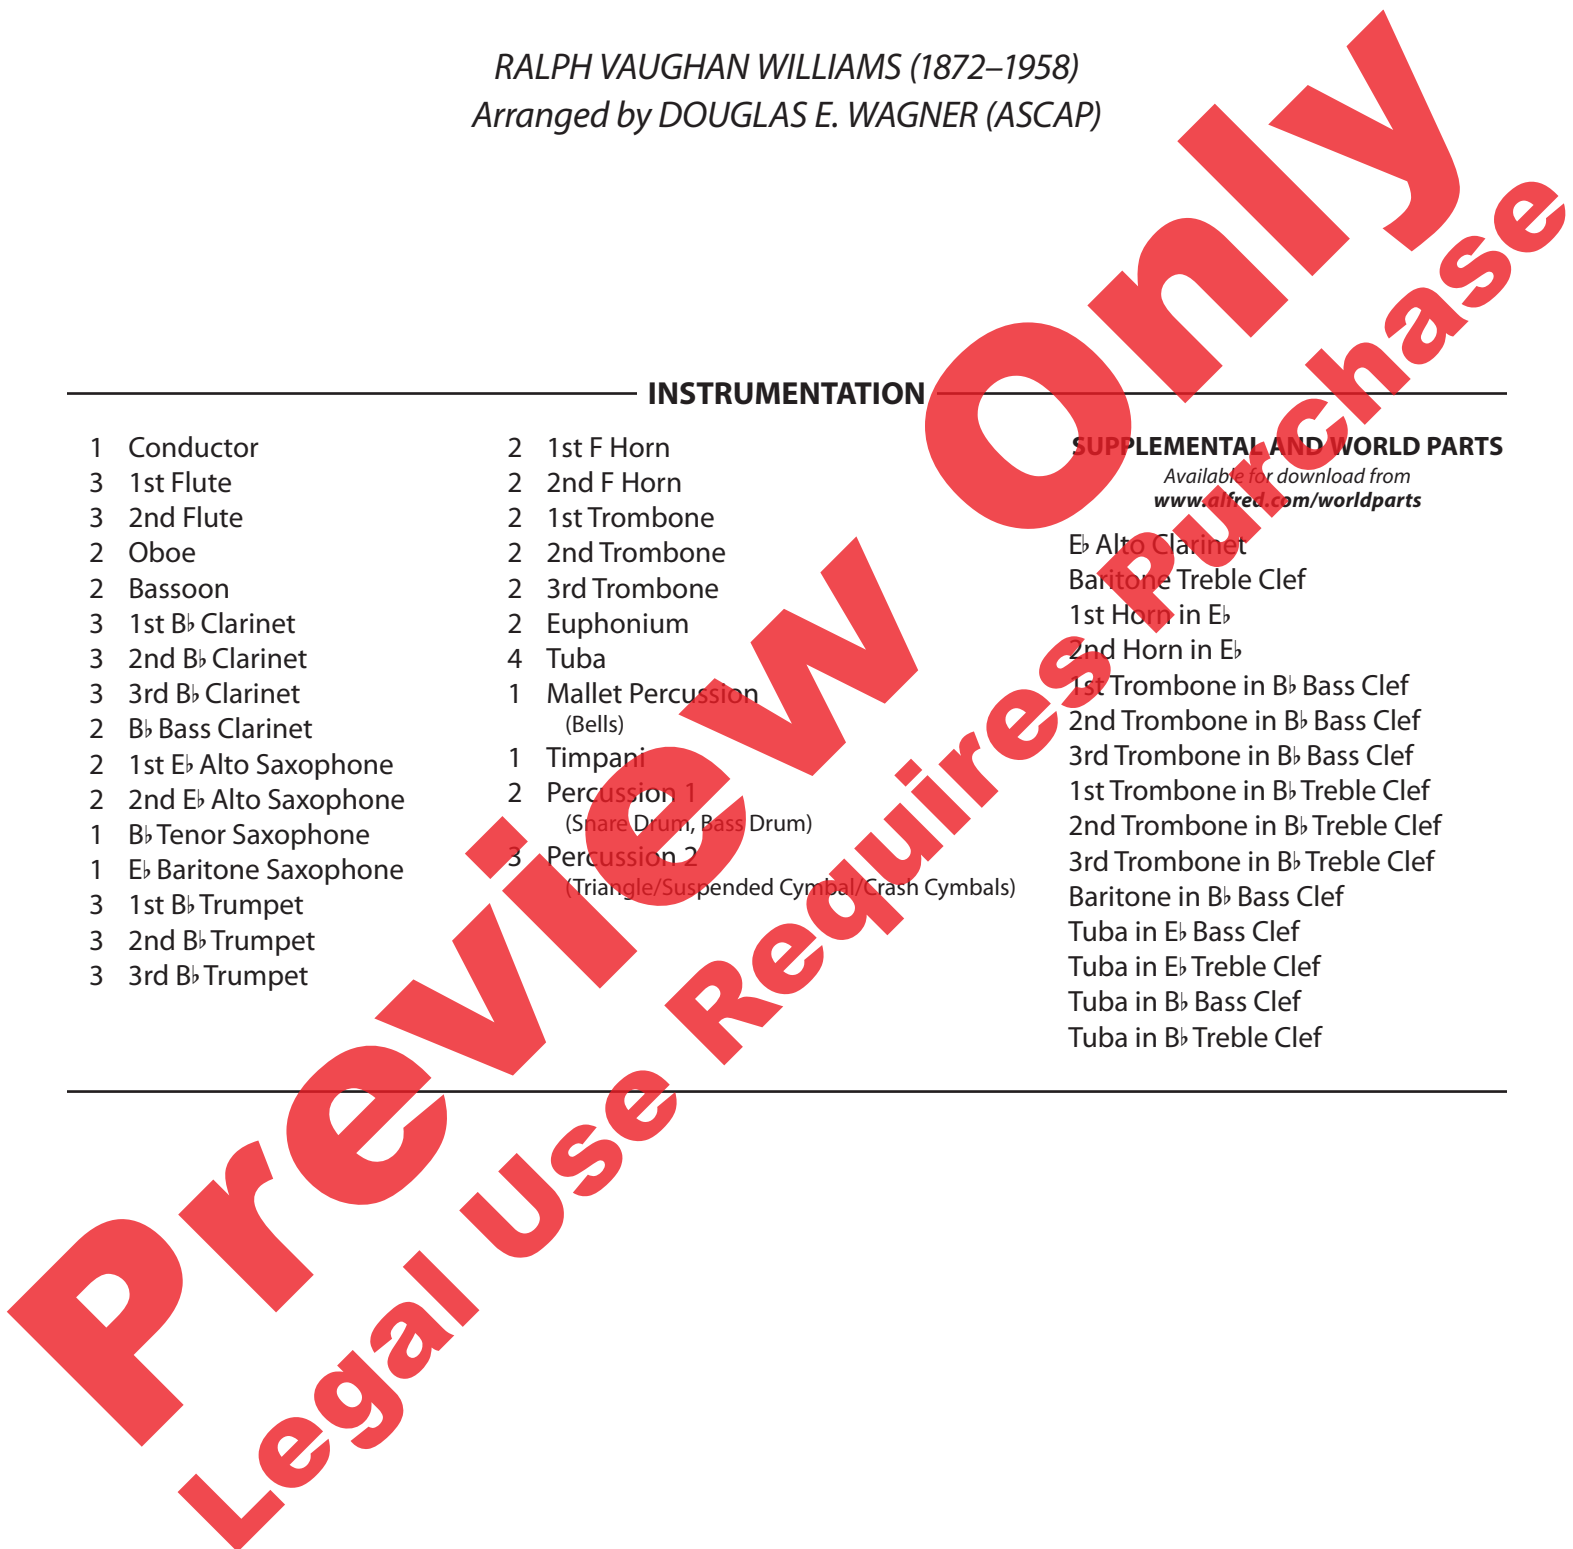 RALPH VAUGHAN WILLIAMS (1872–1958)
Arranged by DOUGLAS E. WAGNER (ASCAP)
INSTRUMENTATION
1 Conductor
3 1st Flute
3 2nd Flute
2 Oboe
2 Bassoon
3 1st B♭ Clarinet
3 2nd B♭ Clarinet
3 3rd B♭ Clarinet
2 B♭ Bass Clarinet
2 1st E♭ Alto Saxophone
2 2nd E♭ Alto Saxophone
1 B♭ Tenor Saxophone
1 E♭ Baritone Saxophone
3 1st B♭ Trumpet
3 2nd B♭ Trumpet
3 3rd B♭ Trumpet
2 1st F Horn
2 2nd F Horn
2 1st Trombone
2 2nd Trombone
2 3rd Trombone
2 Euphonium
4 Tuba
1 Mallet Percussion
(Bells)
1 Timpani
2 Percussion 1
(Snare Drum, Bass Drum)
3 Percussion 2
(Triangle/Suspended Cymbal/Crash Cymbals)
SUPPLEMENTAL AND WORLD PARTS
Available for download from
www.alfred.com/worldparts
E♭ Alto Clarinet
Baritone Treble Clef
1st Horn in E♭
2nd Horn in E♭
1st Trombone in B♭ Bass Clef
2nd Trombone in B♭ Bass Clef
3rd Trombone in B♭ Bass Clef
1st Trombone in B♭ Treble Clef
2nd Trombone in B♭ Treble Clef
3rd Trombone in B♭ Treble Clef
Baritone in B♭ Bass Clef
Tuba in E♭ Bass Clef
Tuba in E♭ Treble Clef
Tuba in B♭ Bass Clef
Tuba in B♭ Treble Clef
Preview Only
Legal Use Requires Purchase